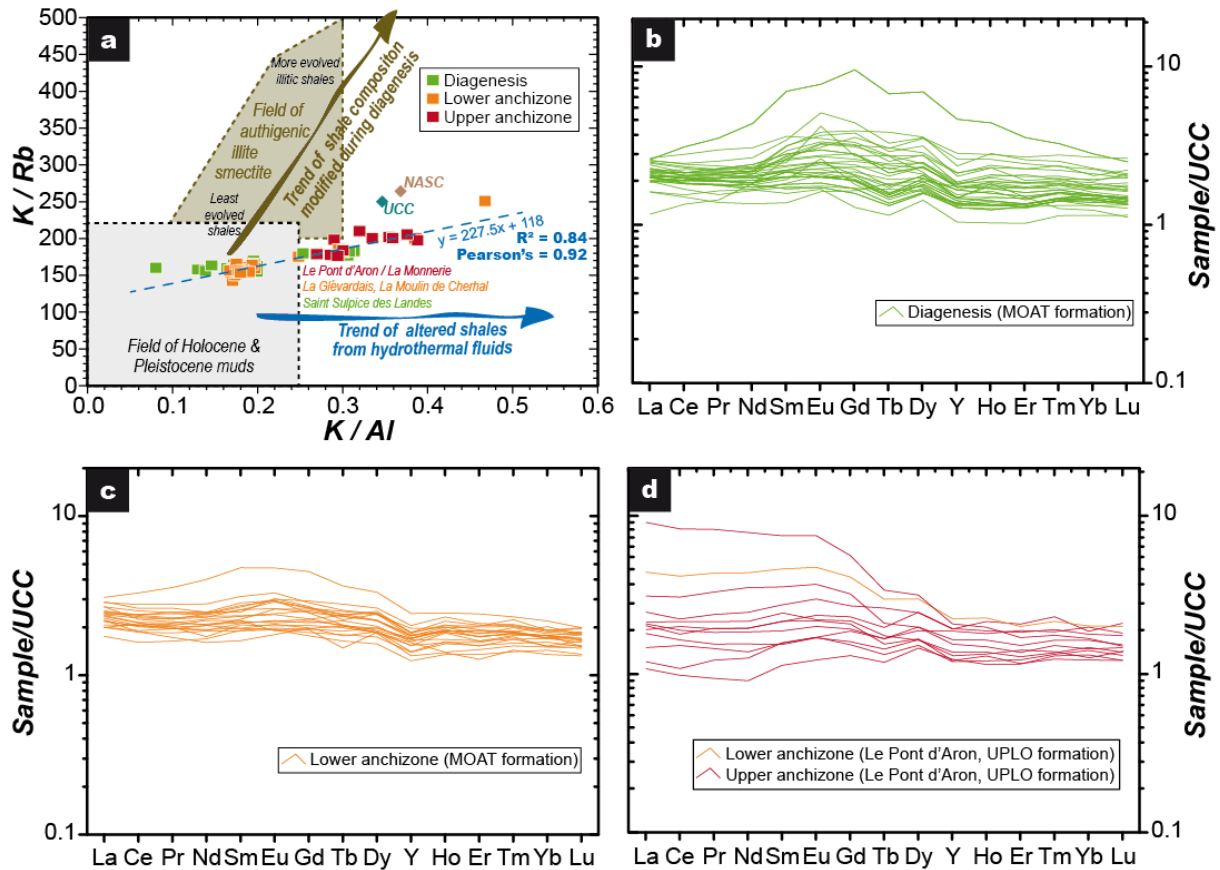 a
500
450
400
350
300
250
200
150
100
50
0
K / Rb
0.0
0.1
0.2
0.3
0.4
0.5
0.6
K / Al
More evolved
illitic shales
Field of
authigenic
illite
smectite
Least
evolved
shales
Trend of shale compositon
modified during diagenesis
Diagenesis
Lower anchizone
Upper anchizone
NASC
UCC
y = 227.5x + 118
R² = 0.84
Pearson's = 0.92
Le Pont d'Aron / La Monnerie
La Glévardais, La Moulin de Cherhal
Saint Sulpice des Landes
Trend of altered shales
from hydrothermal fluids
Field of Holocene &
Pleistocene muds
b
10
1
0.1
Sample/UCC
Diagenesis (MOAT formation)
La Ce Pr Nd Sm Eu Gd Tb Dy Y Ho Er Tm Yb Lu
c
10
1
0.1
Sample/UCC
Lower anchizone (MOAT formation)
La Ce Pr Nd Sm Eu Gd Tb Dy Y Ho Er Tm Yb Lu
d
10
1
0.1
Sample/UCC
Lower anchizone (Le Pont d'Aron, UPLO formation)
Upper anchizone (Le Pont d'Aron, UPLO formation)
La Ce Pr Nd Sm Eu Gd Tb Dy Y Ho Er Tm Yb Lu